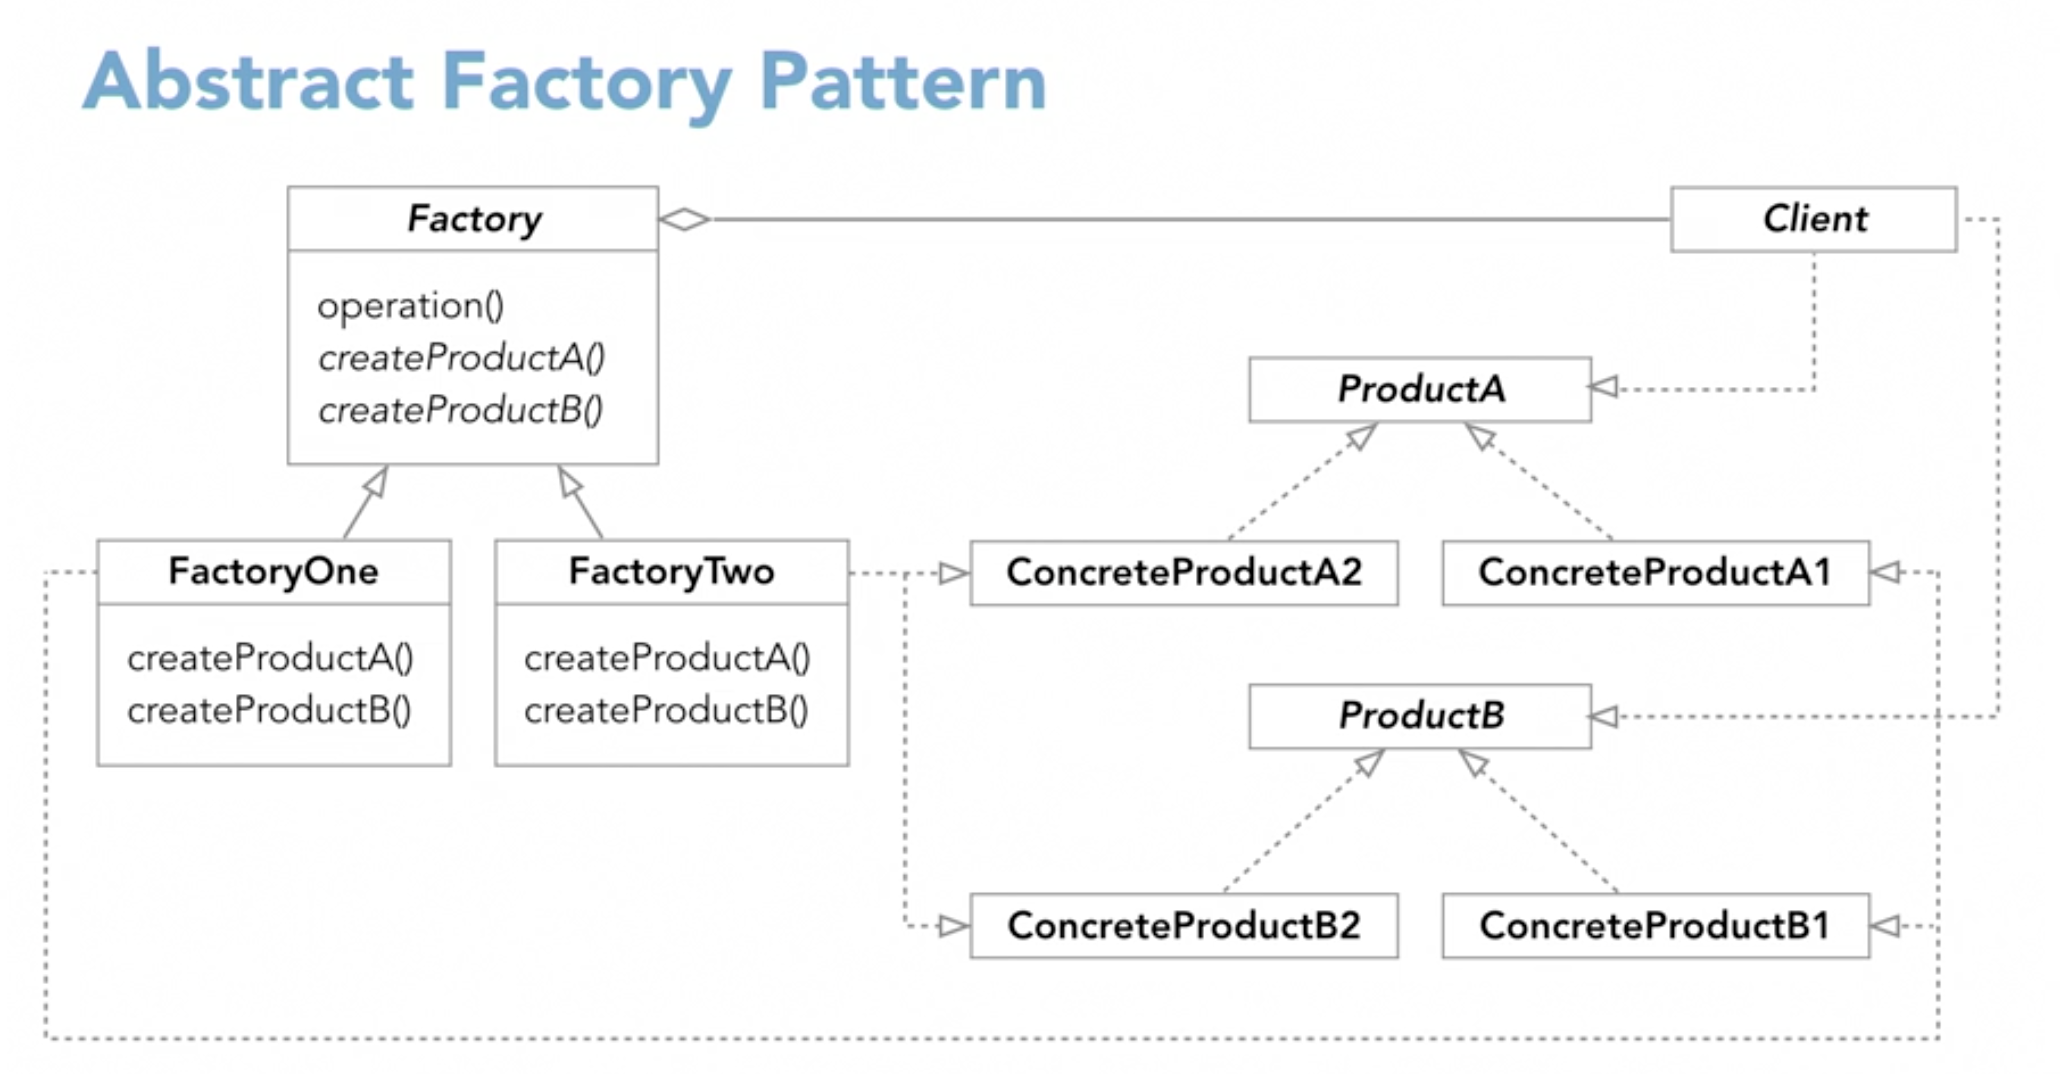 Abstract Factory Pattern
Factory
operation()
createProductA()
createProductB()
Client
ProductA
FactoryOne
createProductA()
createProductB()
FactoryTwo
createProductA()
createProductB()
ConcreteProductA2
ConcreteProductA1
ProductB
ConcreteProductB2
ConcreteProductB1